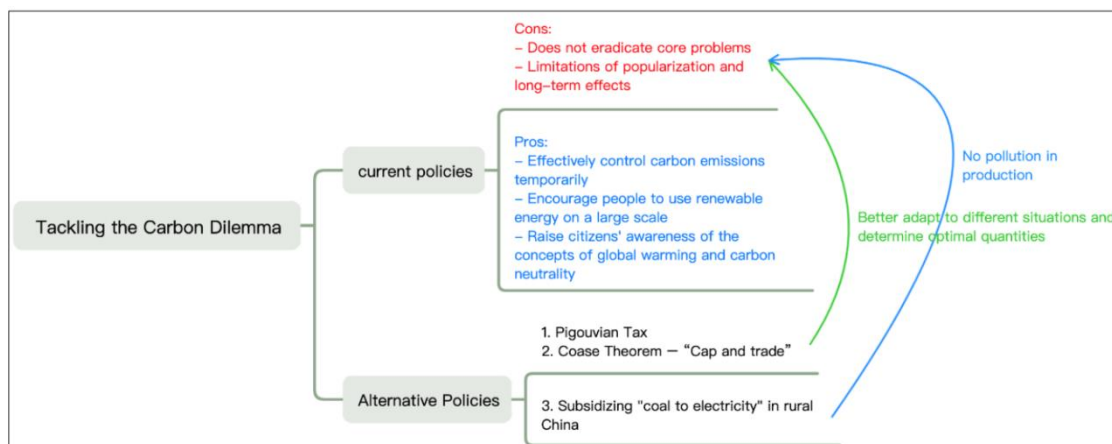 Cons:
– Does not eradicate core problems
– Limitations of popularization and
long–term effects
Pros:
– Effectively control carbon emissions
temporarily
– Encourage people to use renewable
energy on a large scale
– Raise citizens' awareness of the
concepts of global warming and carbon
neutrality
current policies
No pollution in
production
Tackling the Carbon Dilemma
Better adapt to different situations and
determine optimal quantities
1. Pigouvian Tax
2. Coase Theorem – “Cap and trade”
Alternative Policies
3. Subsidizing "coal to electricity" in rural
China